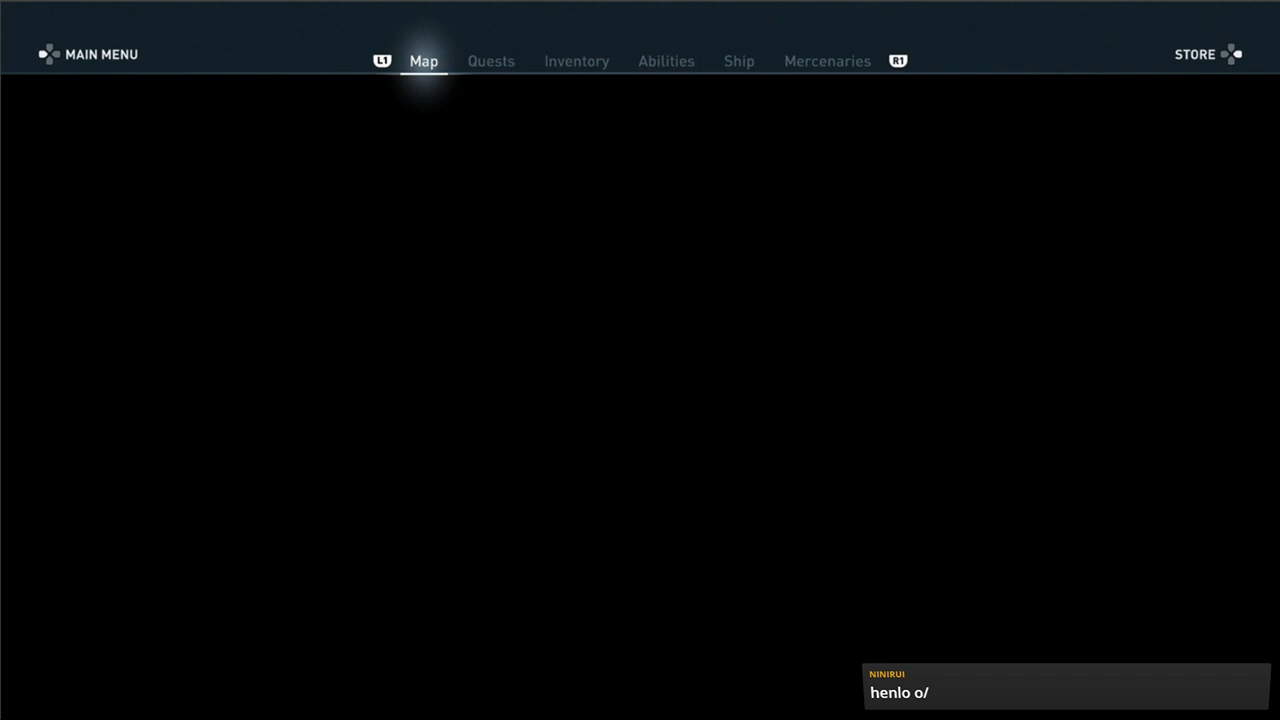 MAIN MENU
L1 Map Quests Inventory Abilities Ship Mercenaries R1
STORE
NINIRUI
henlo o/